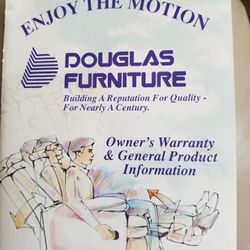 ENJOY THE MOTION
DOUGLAS
FURNITURE
Building A Reputation For Quality -
For Nearly A Century.
Owner's Warranty
& General Product
Information